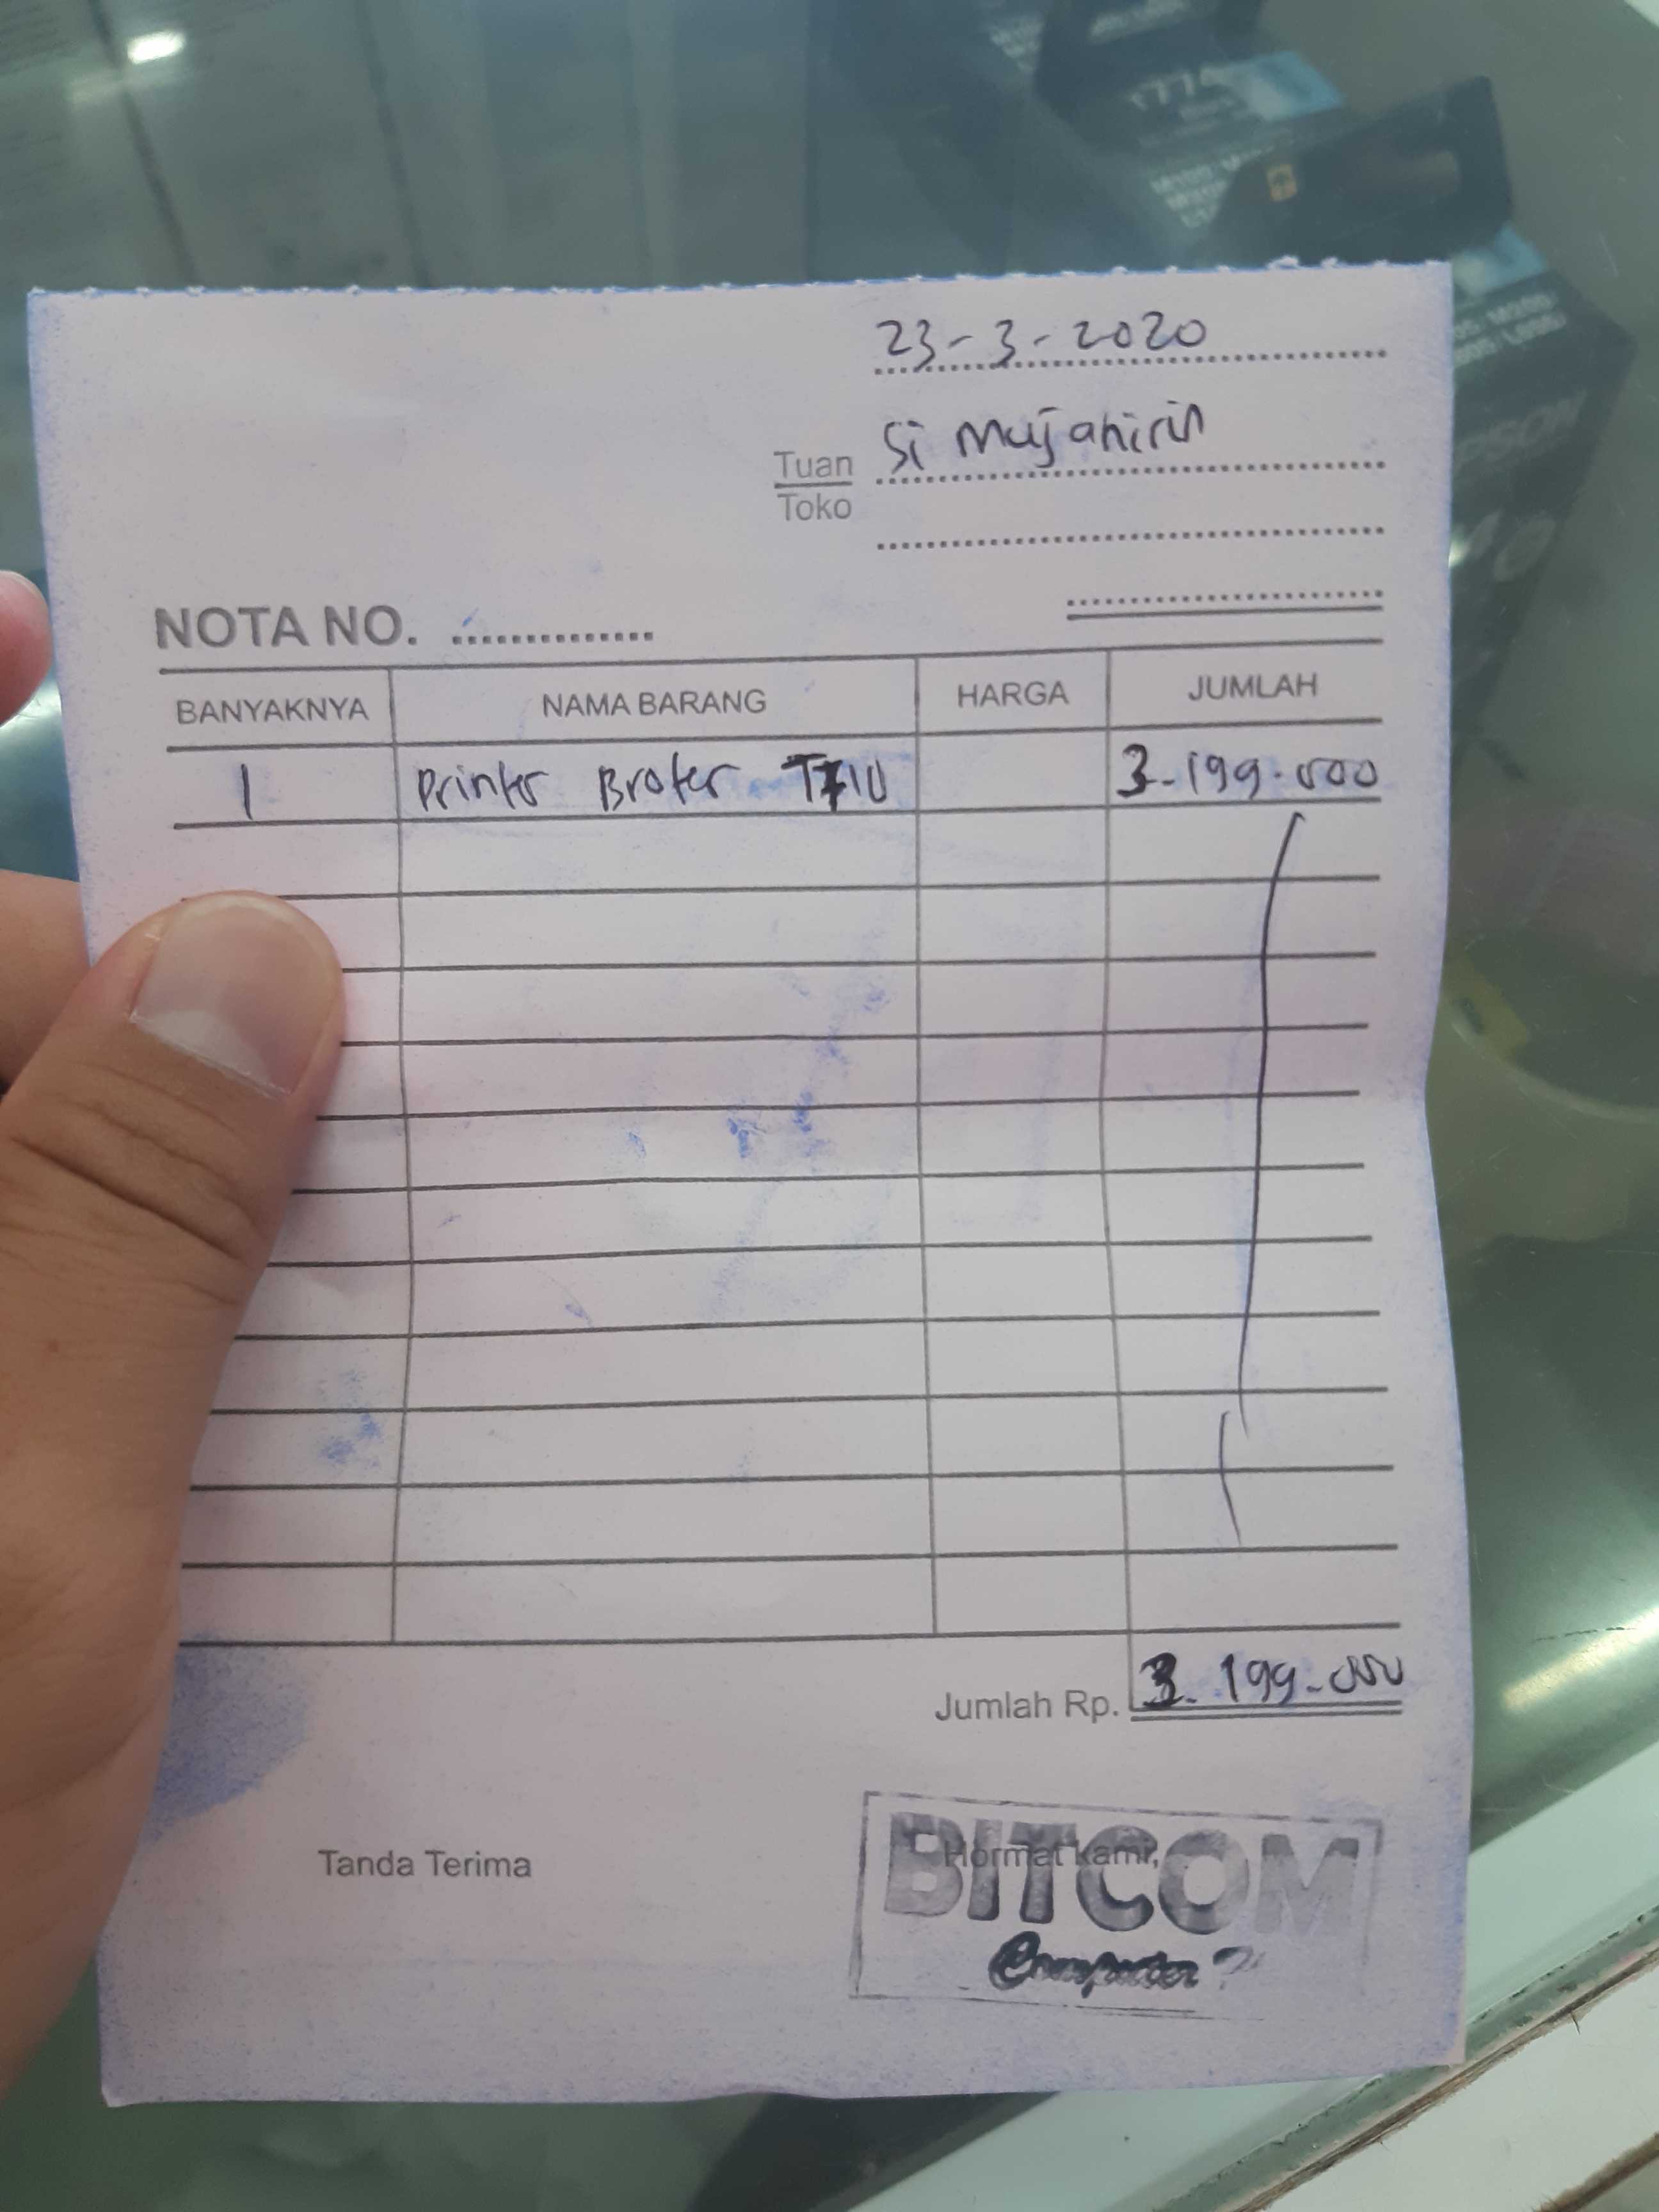 T774
23-3-2020
Tuan Si Mujahirin
Toko
NOTA NO.
BANYAKNYA NAMA BARANG HARGA JUMLAH
1 Printer Broter T710 3.199.000
Jumlah Rp. 3.199.000
Tanda Terima Hormat kami,
BITCOM
Computer